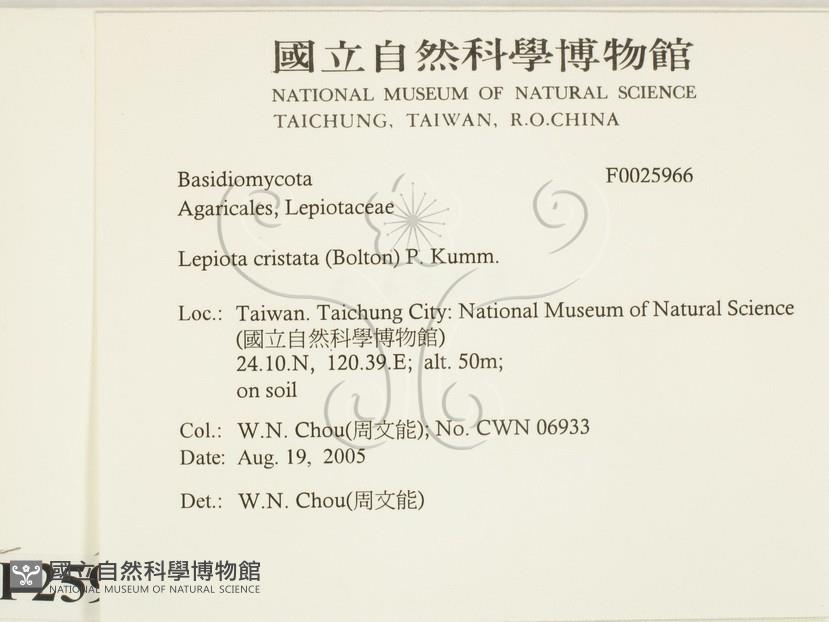 國立自然科學博物館
NATIONAL MUSEUM OF NATURAL SCIENCE
TAICHUNG, TAIWAN, R.O.CHINA
Basidiomycota F0025966
Agaricales, Lepiotaceae
Lepiota cristata (Bolton) P. Kumm.
Loc.: Taiwan. Taichung City: National Museum of Natural Science
(國立自然科學博物館)
24.10.N, 120.39.E; alt. 50m;
on soil
Col.: W.N. Chou(周文能); No. CWN 06933
Date: Aug. 19, 2005
Det.: W.N. Chou(周文能)
國立自然科學博物館
NATIONAL MUSEUM OF NATURAL SCIENCE